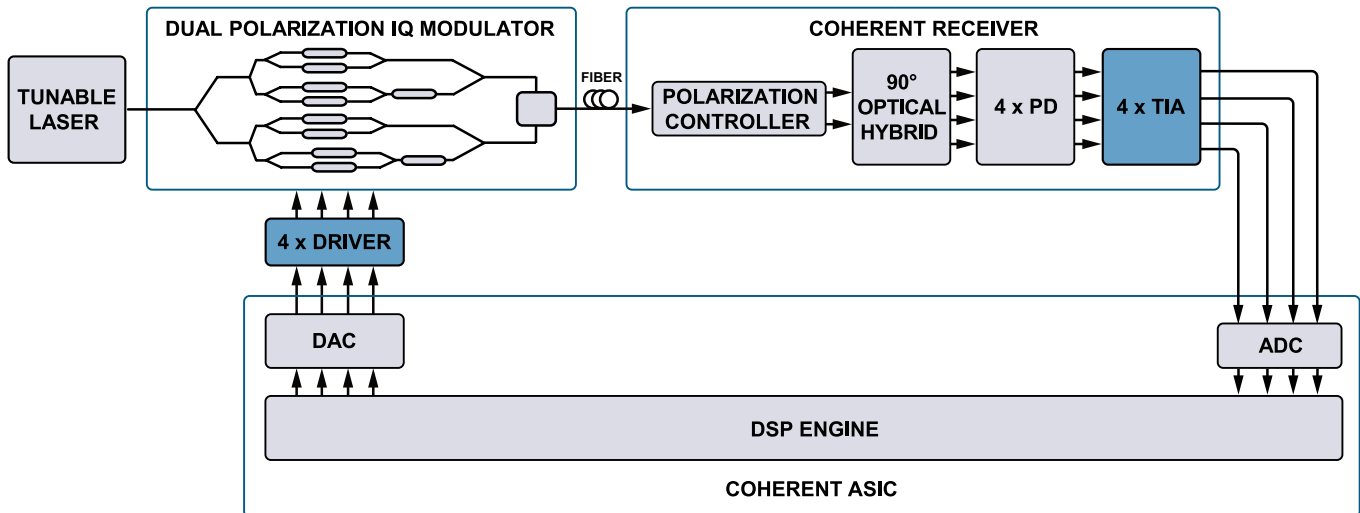 DUAL POLARIZATION IQ MODULATOR
COHERENT RECEIVER
TUNABLE
LASER
FIBER
POLARIZATION
CONTROLLER
90°
OPTICAL
HYBRID
4 x PD
4 x TIA
4 x DRIVER
DAC
ADC
DSP ENGINE
COHERENT ASIC